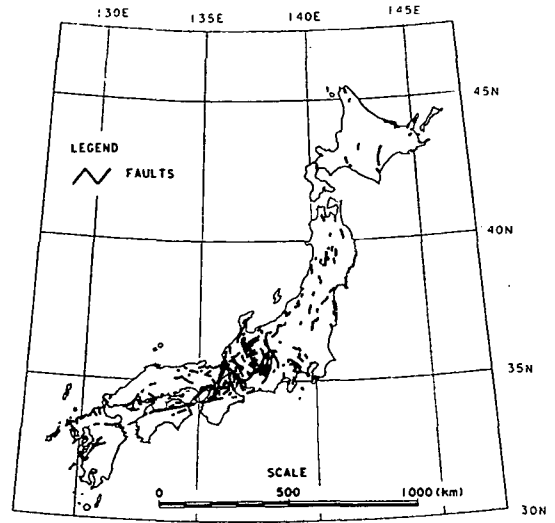 130E 135E 140E 145E
45N
LEGEND
FAULTS
40N
35N
SCALE
0 500 1000 (km)
30N